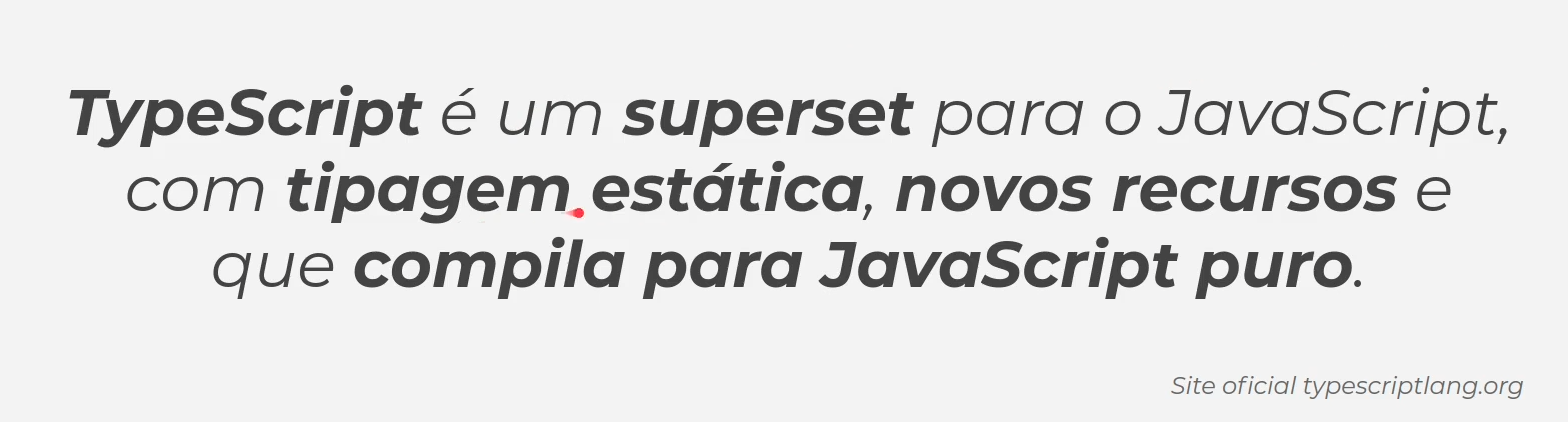 TypeScript é um superset para o JavaScript,
com tipagem estática, novos recursos e
que compila para JavaScript puro.
Site oficial typescriptlang.org